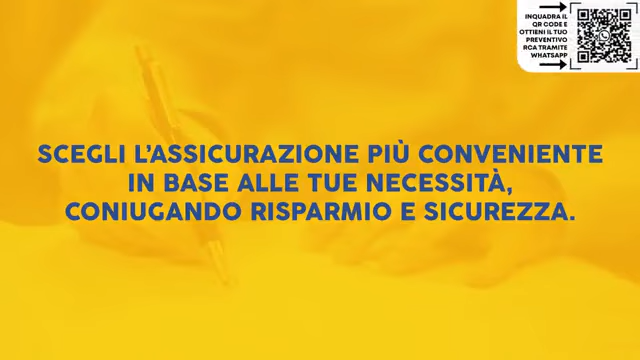 INQUADRA IL
QR CODE E
OTTIENI IL TUO
PREVENTIVO
RCA TRAMITE
WHATSAPP
SCEGLI L'ASSICURAZIONE PIÙ CONVENIENTE
IN BASE ALLE TUE NECESSITÀ,
CONIUGANDO RISPARMIO E SICUREZZA.